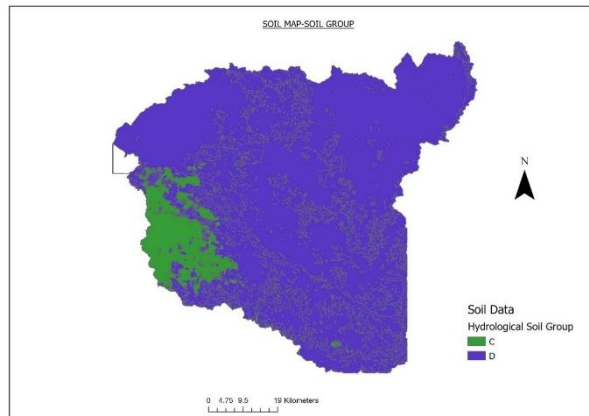 SOIL MAP-SOIL GROUP
N
Soil Data
Hydrological Soil Group
C
D
0 4.75 9.5 19 Kilometers